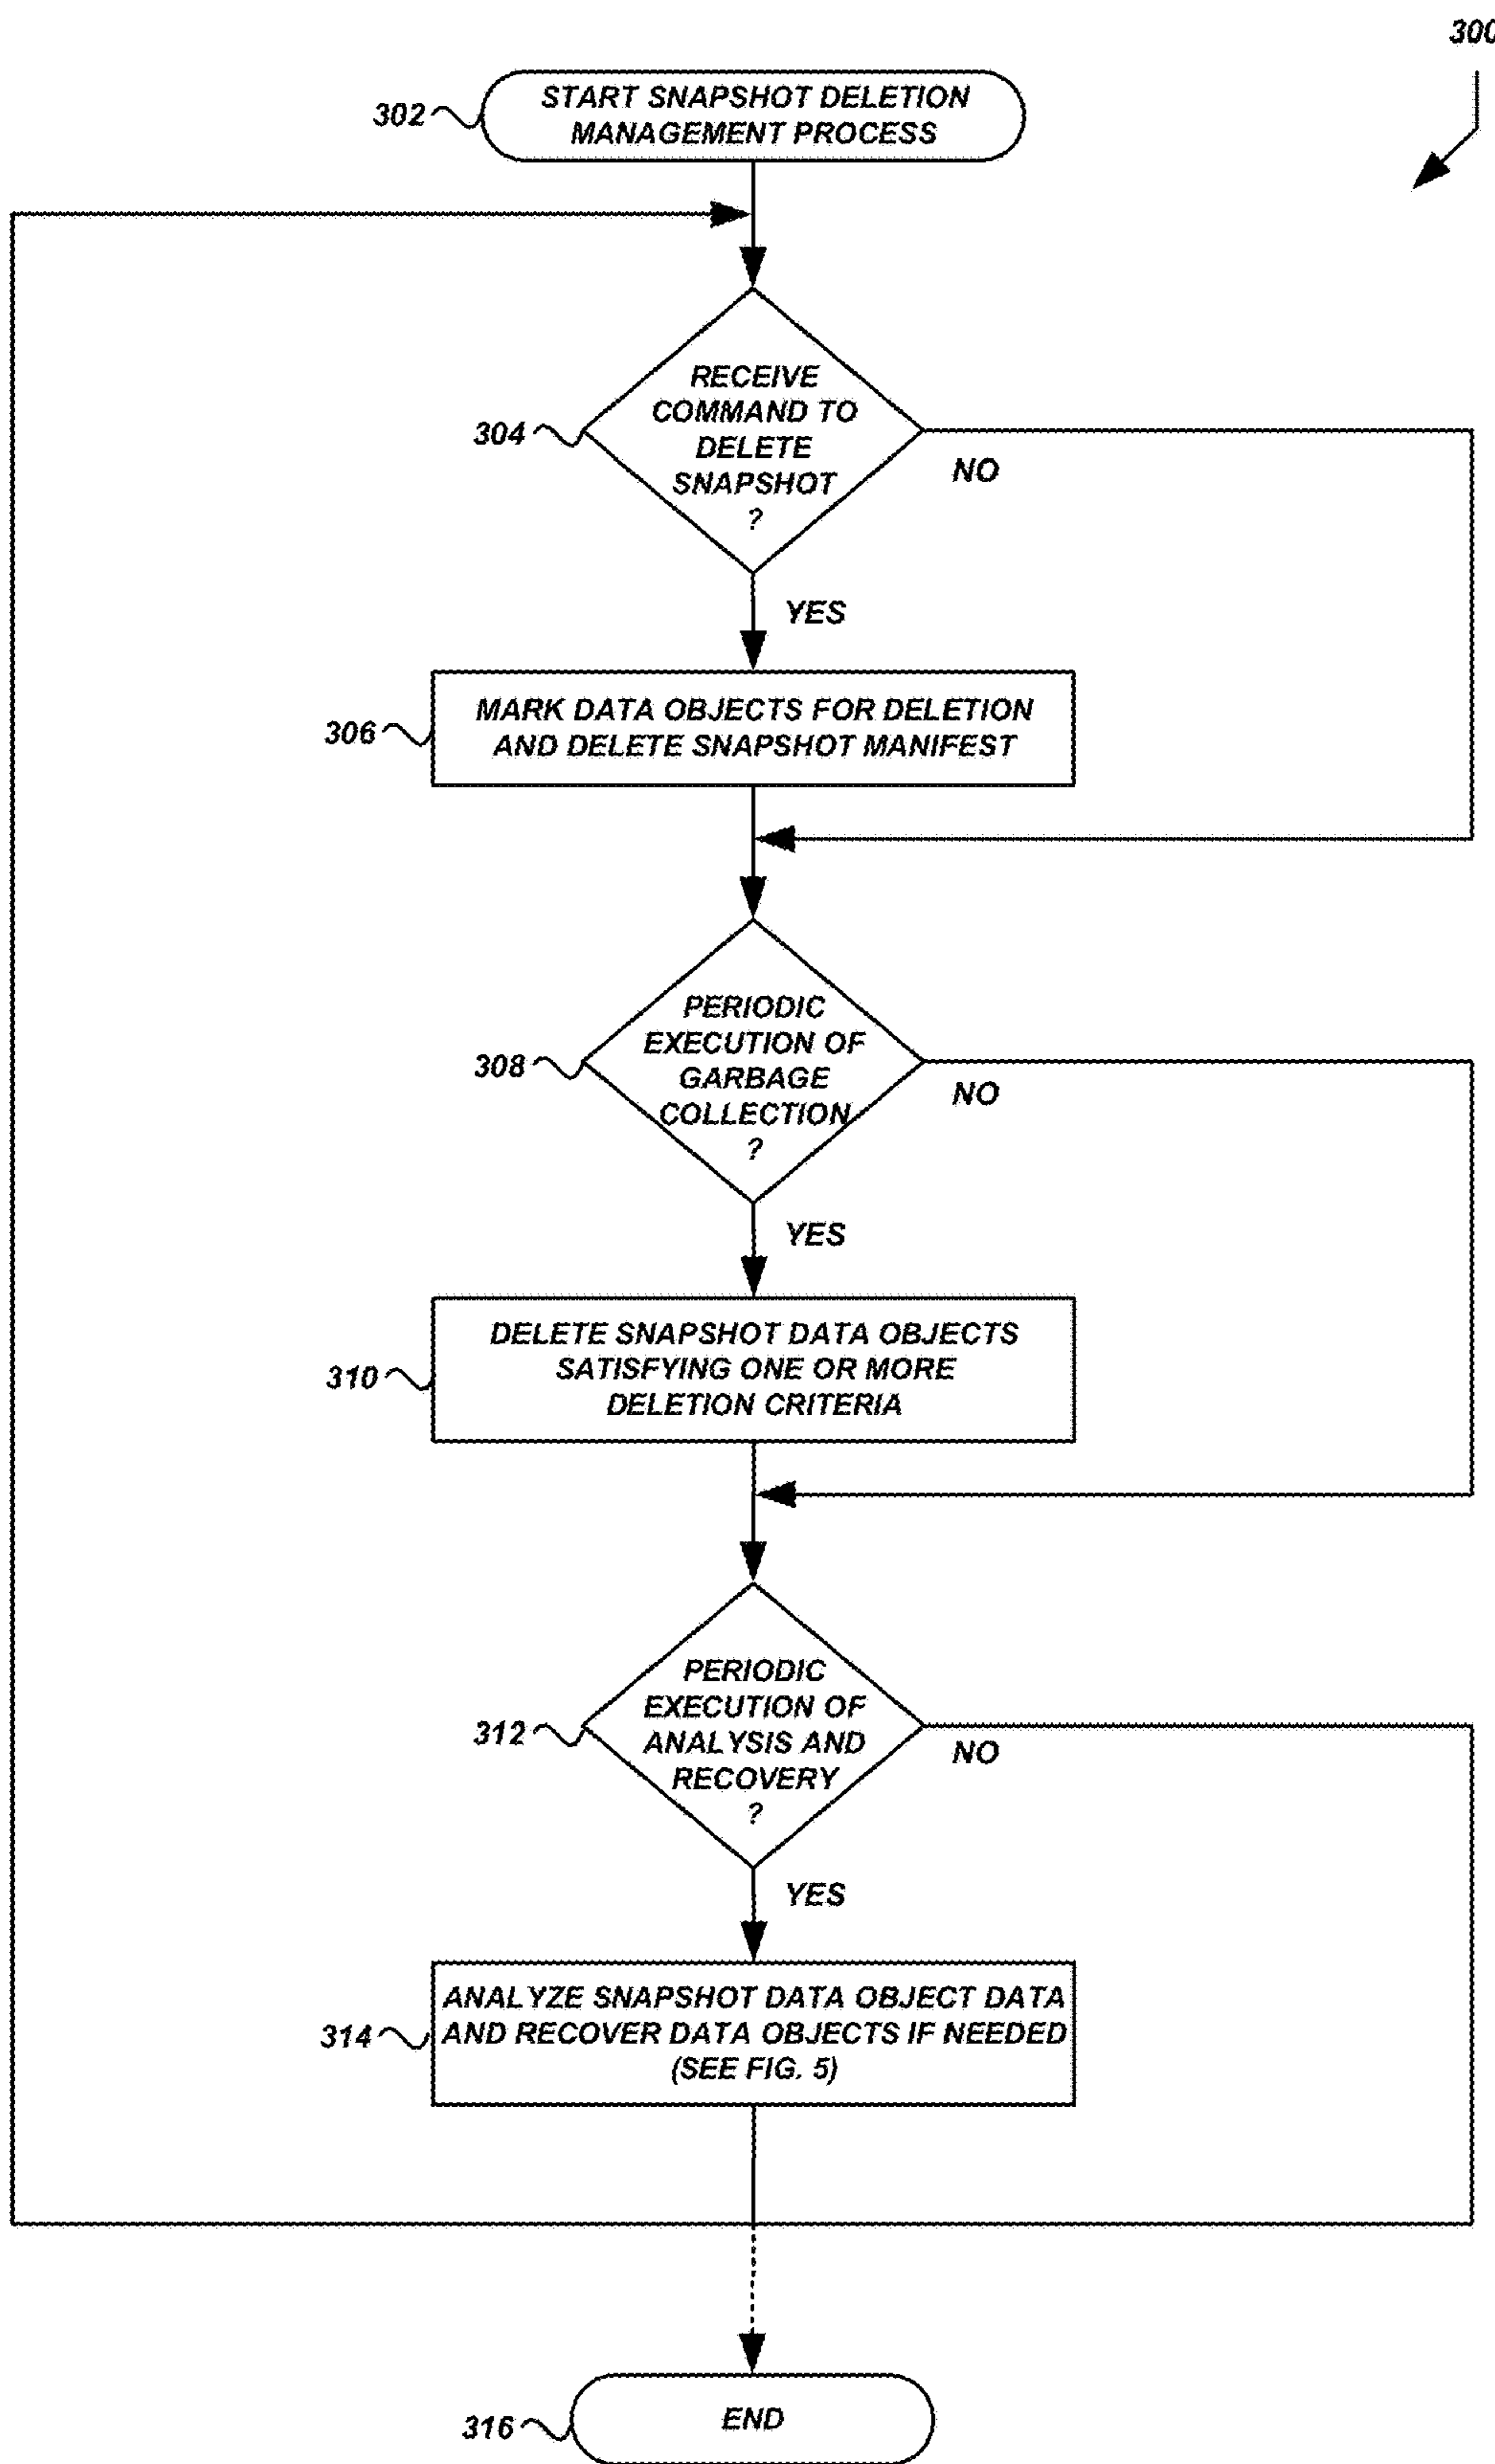 300
302
START SNAPSHOT DELETION
MANAGEMENT PROCESS
304
RECEIVE
COMMAND TO
DELETE
SNAPSHOT
?
NO
YES
306
MARK DATA OBJECTS FOR DELETION
AND DELETE SNAPSHOT MANIFEST
308
PERIODIC
EXECUTION OF
GARBAGE
COLLECTION
?
NO
YES
310
DELETE SNAPSHOT DATA OBJECTS
SATISFYING ONE OR MORE
DELETION CRITERIA
312
PERIODIC
EXECUTION OF
ANALYSIS AND
RECOVERY
?
NO
YES
314
ANALYZE SNAPSHOT DATA OBJECT DATA
AND RECOVER DATA OBJECTS IF NEEDED
(SEE FIG. 5)
316
END